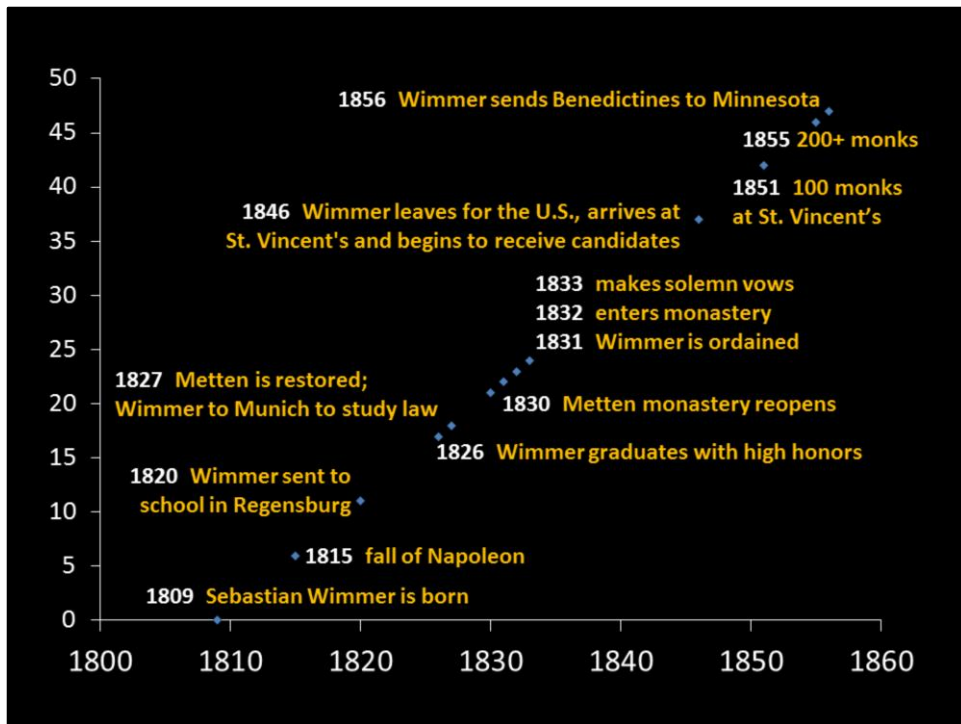 50
1856 Wimmer sends Benedictines to Minnesota
45
1855 200+ monks
40
1851 100 monks
at St. Vincent’s
1846 Wimmer leaves for the U.S., arrives at
St. Vincent's and begins to receive candidates
35
30
1833 makes solemn vows
1832 enters monastery
1831 Wimmer is ordained
25
1827 Metten is restored;
Wimmer to Munich to study law
20
1830 Metten monastery reopens
1826 Wimmer graduates with high honors
15
1820 Wimmer sent to
school in Regensburg
10
1815 fall of Napoleon
5
1809 Sebastian Wimmer is born
0
1800 1810 1820 1830 1840 1850 1860